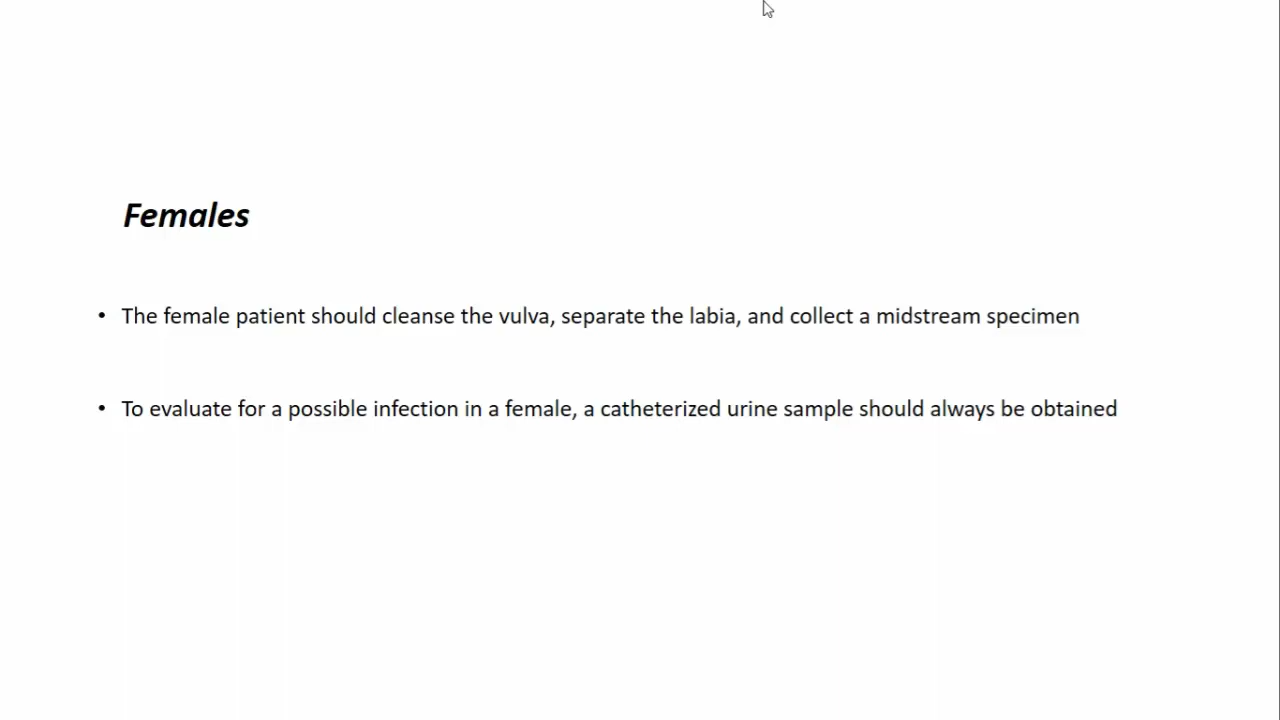 Females
• The female patient should cleanse the vulva, separate the labia, and collect a midstream specimen
• To evaluate for a possible infection in a female, a catheterized urine sample should always be obtained